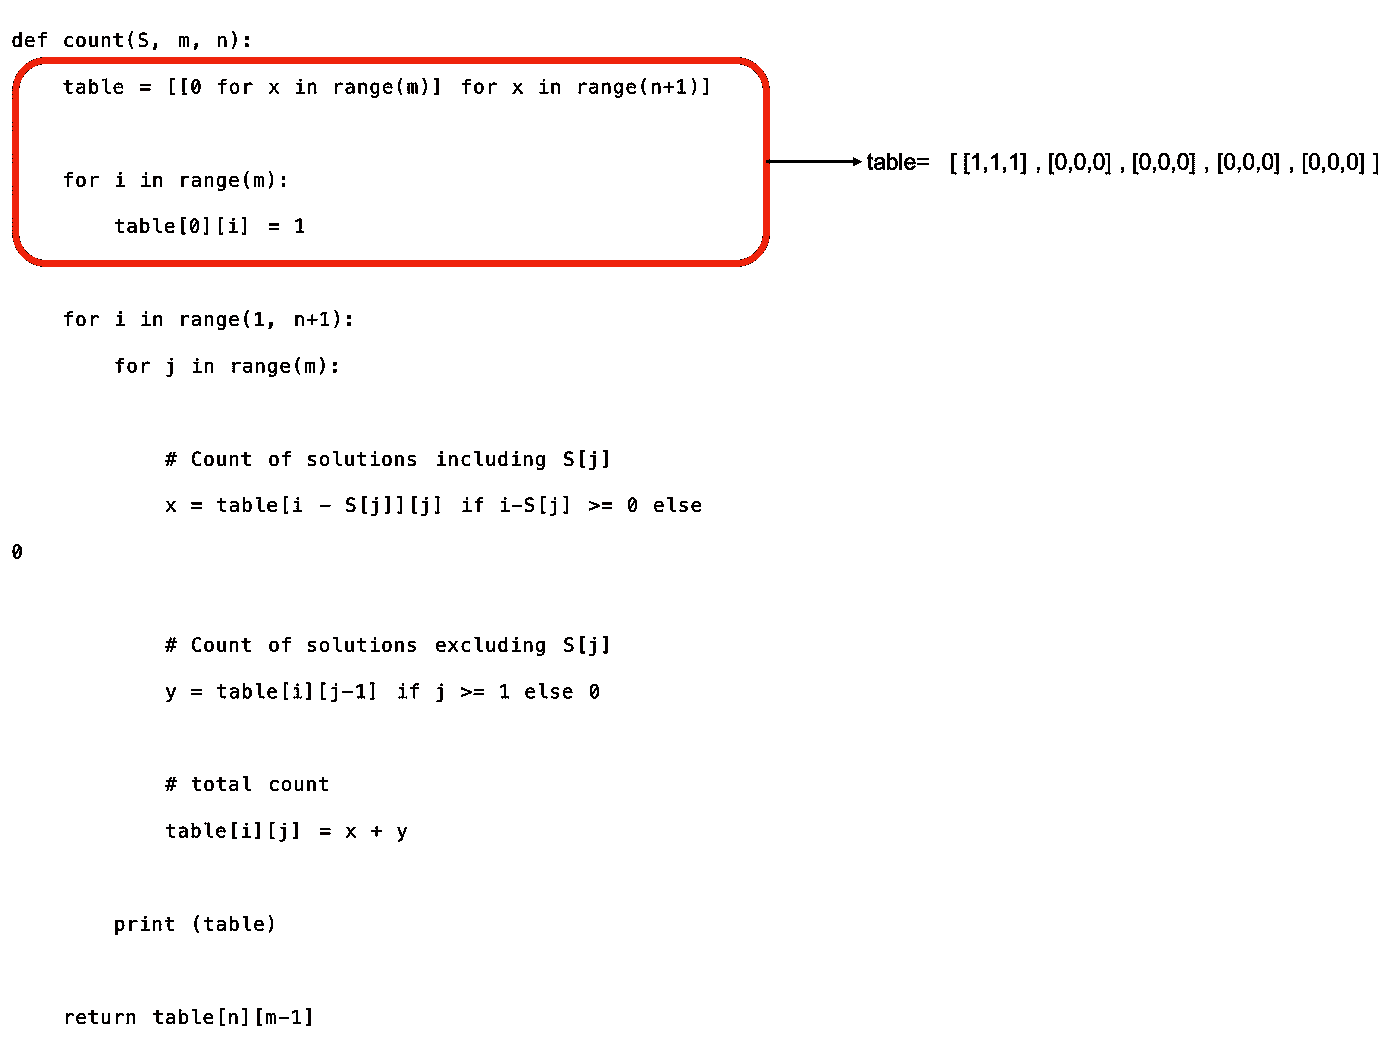 def count(S, m, n):
table = [[0 for x in range(m)] for x in range(n+1)]
table= [ [1,1,1] , [0,0,0] , [0,0,0] , [0,0,0] , [0,0,0] ]
for i in range(m):
table[0][i] = 1
for i in range(1, n+1):
for j in range(m):
# Count of solutions including S[j]
x = table[i - S[j]][j] if i-S[j] >= 0 else
0
# Count of solutions excluding S[j]
y = table[i][j-1] if j >= 1 else 0
# total count
table[i][j] = x + y
print (table)
return table[n][m-1]